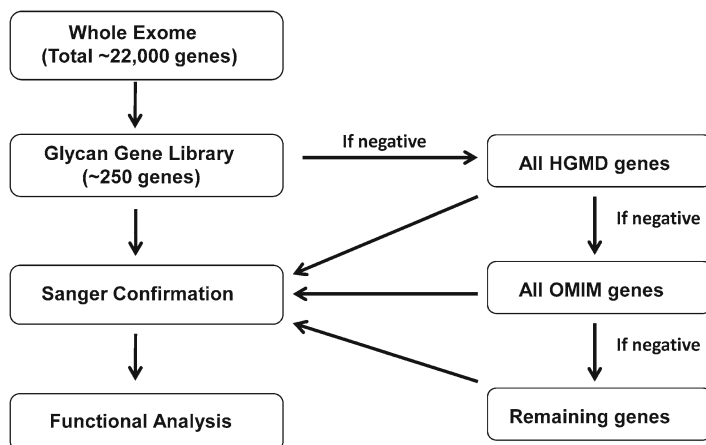 Whole Exome
(Total ~22,000 genes)
Glycan Gene Library
(~250 genes)
If negative
All HGMD genes
If negative
Sanger Confirmation
All OMIM genes
If negative
Functional Analysis
Remaining genes